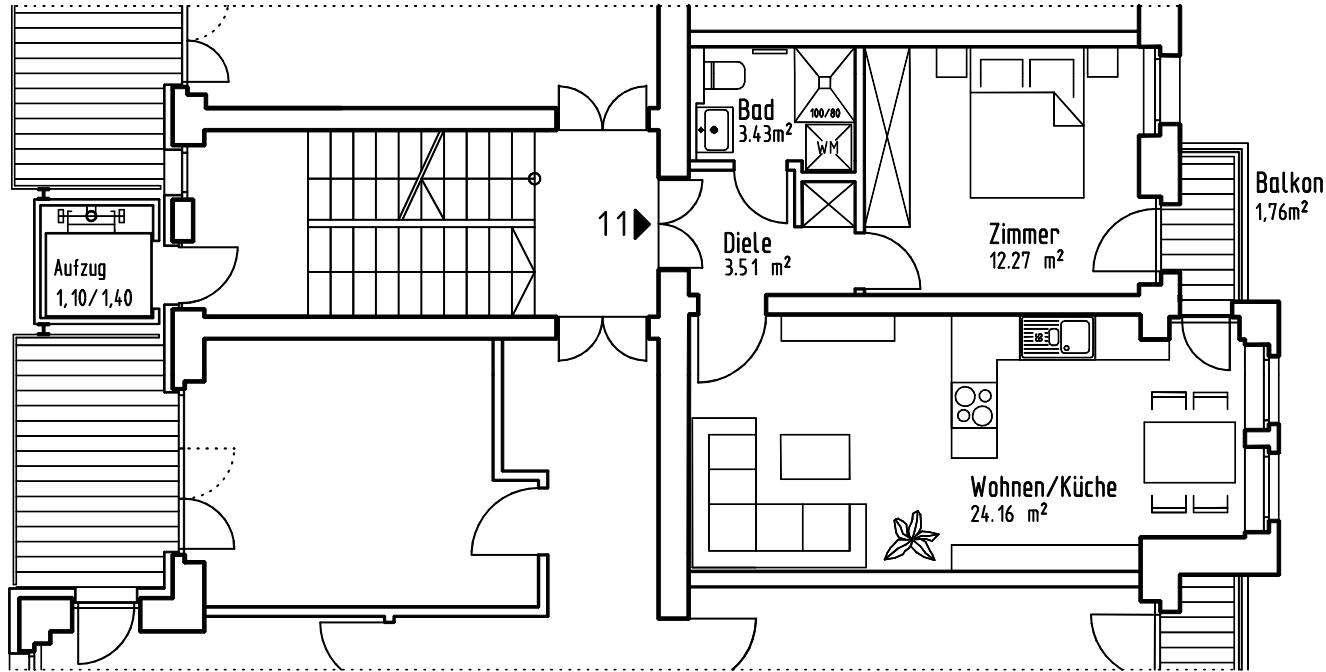 Bad
3.43m²
100/80
WM
Balkon
1,76m²
11
Diele
3.51 m²
Zimmer
12.27 m²
Aufzug
1,10/1,40
Wohnen/Küche
24.16 m²